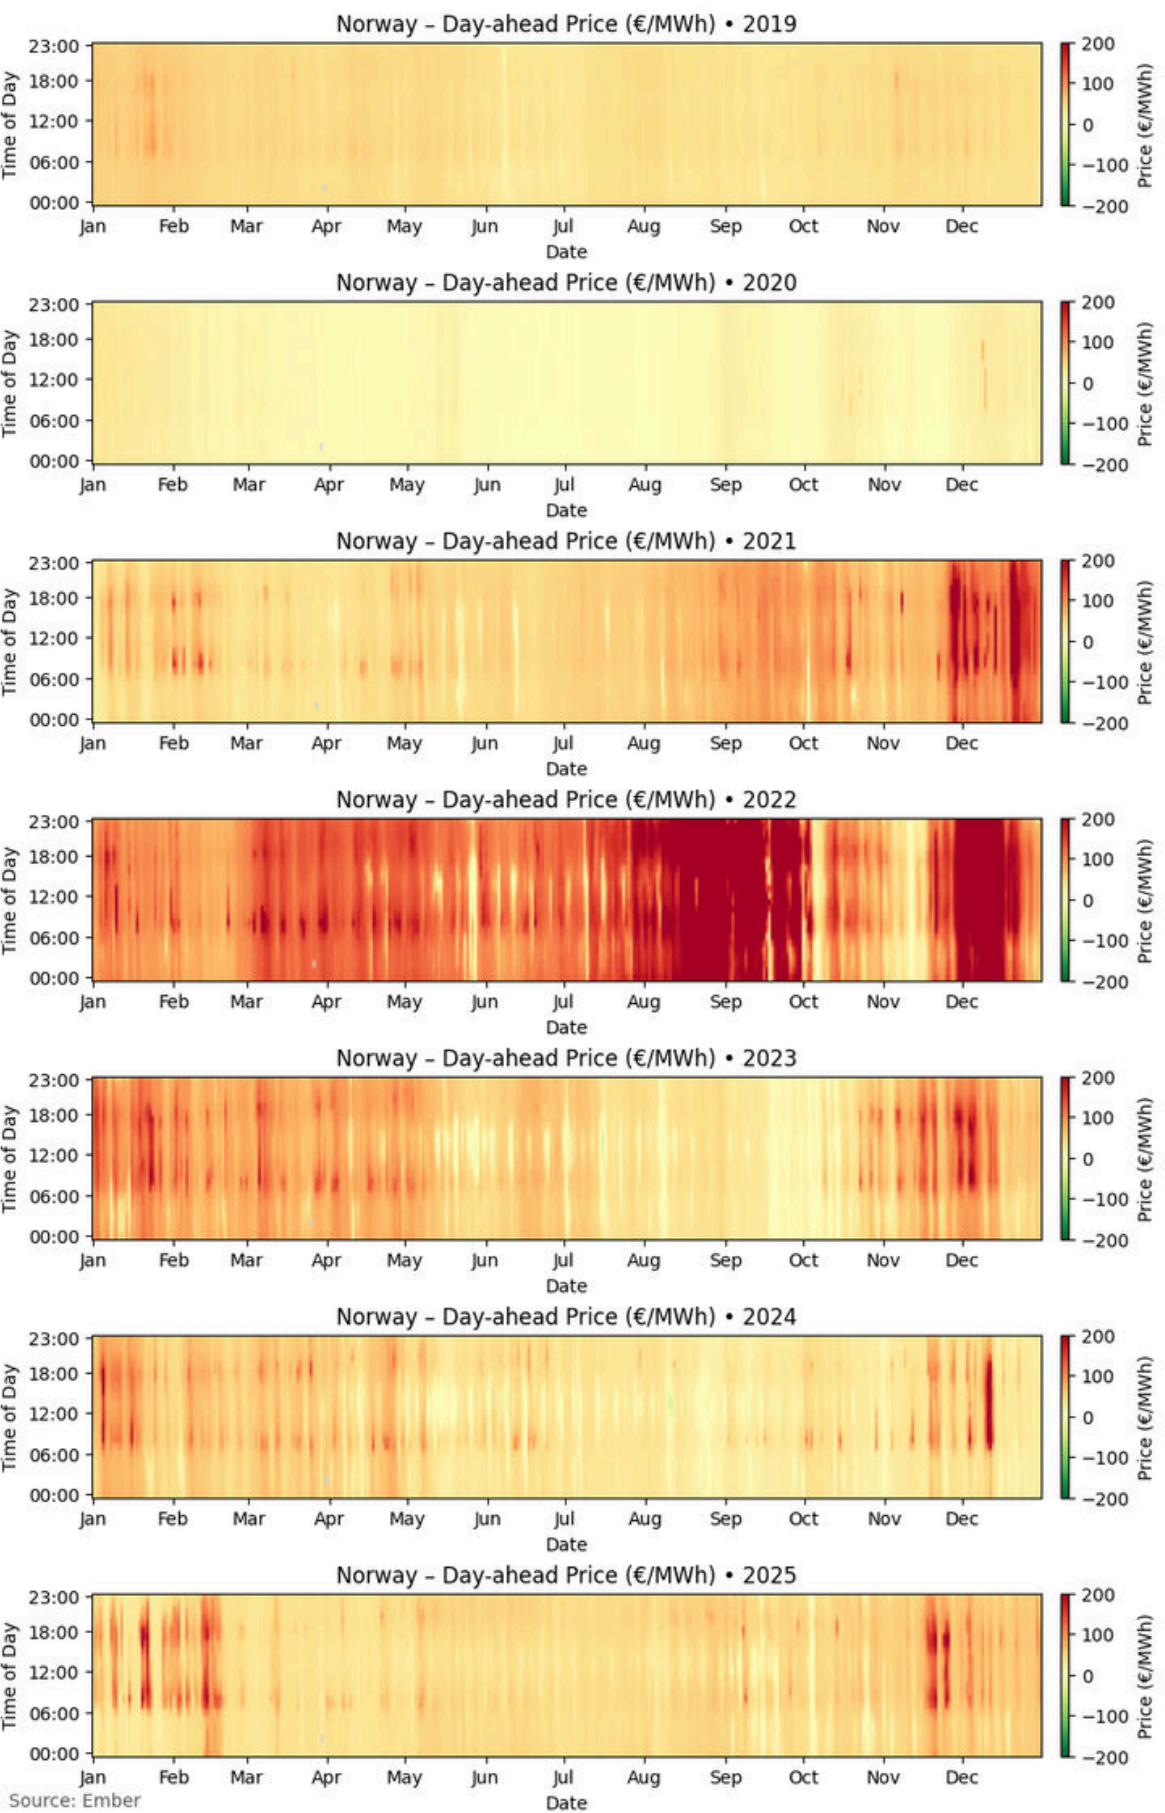 Norway – Day-ahead Price (€/MWh) • 2019
23:00
18:00
12:00
06:00
00:00
Time of Day
Jan Feb Mar Apr May Jun Jul Aug Sep Oct Nov Dec
Date
200
100
0
−100
−200
Price (€/MWh)
Norway – Day-ahead Price (€/MWh) • 2020
23:00
18:00
12:00
06:00
00:00
Time of Day
Jan Feb Mar Apr May Jun Jul Aug Sep Oct Nov Dec
Date
200
100
0
−100
−200
Price (€/MWh)
Norway – Day-ahead Price (€/MWh) • 2021
23:00
18:00
12:00
06:00
00:00
Time of Day
Jan Feb Mar Apr May Jun Jul Aug Sep Oct Nov Dec
Date
200
100
0
−100
−200
Price (€/MWh)
Norway – Day-ahead Price (€/MWh) • 2022
23:00
18:00
12:00
06:00
00:00
Time of Day
Jan Feb Mar Apr May Jun Jul Aug Sep Oct Nov Dec
Date
200
100
0
−100
−200
Price (€/MWh)
Norway – Day-ahead Price (€/MWh) • 2023
23:00
18:00
12:00
06:00
00:00
Time of Day
Jan Feb Mar Apr May Jun Jul Aug Sep Oct Nov Dec
Date
200
100
0
−100
−200
Price (€/MWh)
Norway – Day-ahead Price (€/MWh) • 2024
23:00
18:00
12:00
06:00
00:00
Time of Day
Jan Feb Mar Apr May Jun Jul Aug Sep Oct Nov Dec
Date
200
100
0
−100
−200
Price (€/MWh)
Norway – Day-ahead Price (€/MWh) • 2025
23:00
18:00
12:00
06:00
00:00
Time of Day
Jan Feb Mar Apr May Jun Jul Aug Sep Oct Nov Dec
Date
200
100
0
−100
−200
Price (€/MWh)
Source: Ember